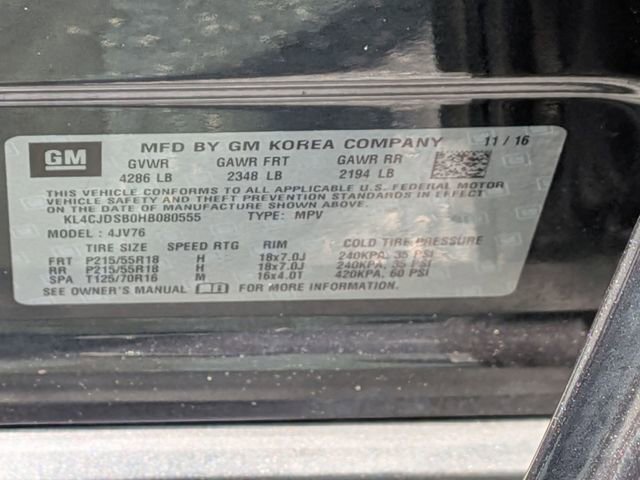 GM
MFD BY GM KOREA COMPANY 11 / 16
GVWR GAWR FRT GAWR RR
4286 LB 2348 LB 2194 LB
THIS VEHICLE CONFORMS TO ALL APPLICABLE U.S. FEDERAL MOTOR
VEHICLE SAFETY, BUMPER, AND THEFT PREVENTION STANDARDS IN EFFECT ON
THE DATE OF MANUFACTURE SHOWN ABOVE.
KL4CJDSB0HB080555 TYPE: MPV
MODEL : 4JV76
TIRE SIZE SPEED RTG RIM COLD TIRE PRESSURE
FRT P215/55R18 H 18x7.0J 240KPA, 35 PSI
RR P215/55R18 H 18x7.0J 240KPA, 35 PSI
SPA T125/70R16 M 16x4.0T 420KPA, 60 PSI
SEE OWNER'S MANUAL FOR MORE INFORMATION